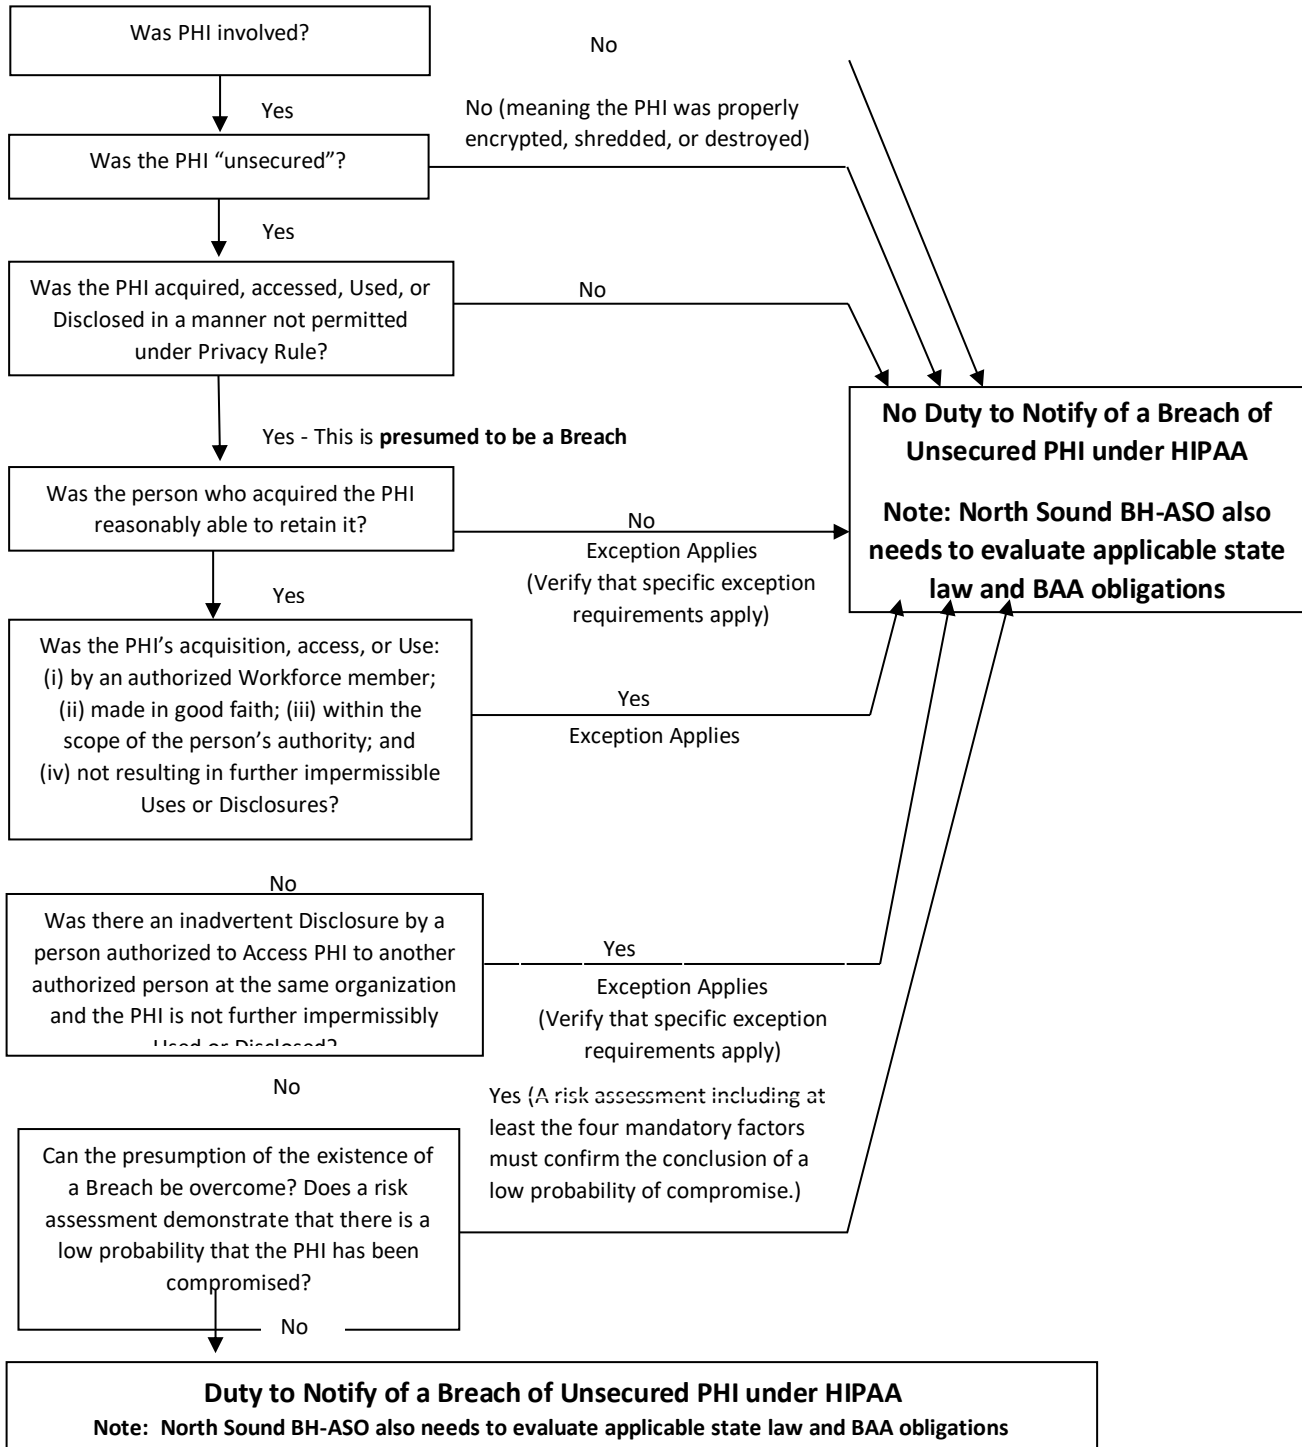 Was PHI involved?
No
Yes
No (meaning the PHI was properly
encrypted, shredded, or destroyed)
Was the PHI “unsecured”?
Yes
Was the PHI acquired, accessed, Used, or
Disclosed in a manner not permitted
under Privacy Rule?
No
Yes - This is presumed to be a Breach
No Duty to Notify of a Breach of
Unsecured PHI under HIPAA
Note: North Sound BH-ASO also
needs to evaluate applicable state
law and BAA obligations
Was the person who acquired the PHI
reasonably able to retain it?
No
Exception Applies
(Verify that specific exception
requirements apply)
Yes
Was the PHI’s acquisition, access, or Use:
(i) by an authorized Workforce member;
(ii) made in good faith; (iii) within the
scope of the person’s authority; and
(iv) not resulting in further impermissible
Uses or Disclosures?
Yes
Exception Applies
No
Was there an inadvertent Disclosure by a
person authorized to Access PHI to another
authorized person at the same organization
and the PHI is not further impermissibly
Used or Disclosed?
Yes
Exception Applies
(Verify that specific exception
requirements apply)
No
Yes (A risk assessment including at
least the four mandatory factors
must confirm the conclusion of a
low probability of compromise.)
Can the presumption of the existence of
a Breach be overcome? Does a risk
assessment demonstrate that there is a
low probability that the PHI has been
compromised?
No
Duty to Notify of a Breach of Unsecured PHI under HIPAA
Note: North Sound BH-ASO also needs to evaluate applicable state law and BAA obligations